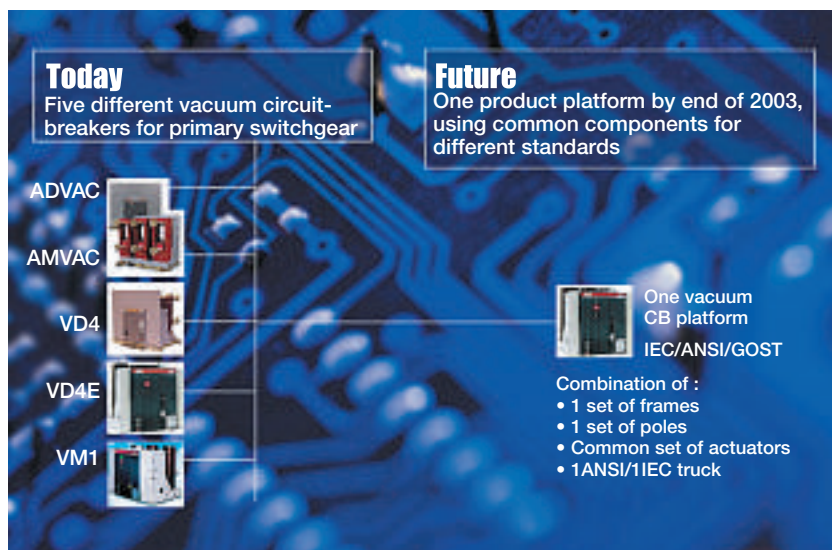 Today
Five different vacuum circuit-
breakers for primary switchgear
Future
One product platform by end of 2003,
using common components for
different standards
ADVAC
AMVAC
VD4
VD4E
VM1
One vacuum
CB platform
IEC/ANSI/GOST
Combination of :
• 1 set of frames
• 1 set of poles
• Common set of actuators
• 1ANSI/1IEC truck